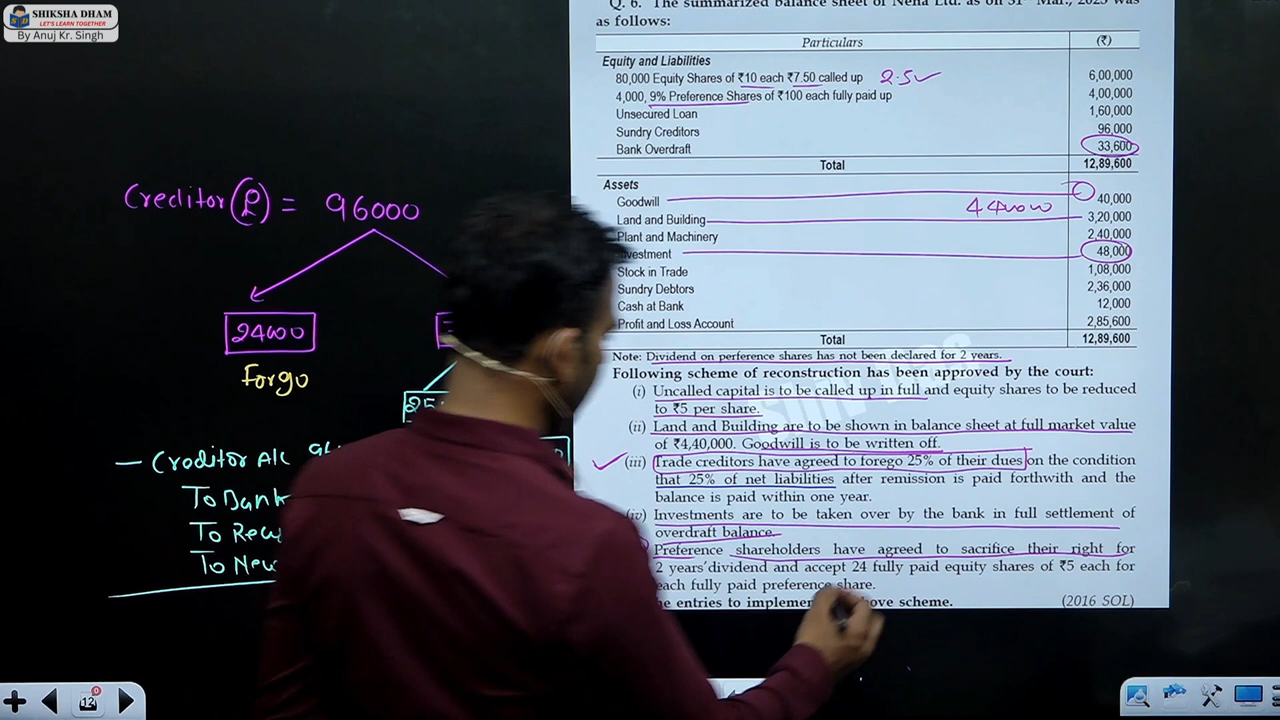 SHIKSHA DHAM
LET'S LEARN TOGETHER
By Anuj Kr. Singh
Creditor (P) = 96000
24000
Forgo
25
— Creditor A/c 96
To Bank
To Rec
To New
Q. 6. The summarized balance sheet of Neha Ltd. as on 31st Mar., 2023 was
as follows:
Particulars (₹)
Equity and Liabilities
80,000 Equity Shares of ₹10 each ₹7.50 called up 2.5 ✓ 6,00,000
4,000, 9% Preference Shares of ₹100 each fully paid up 4,00,000
Unsecured Loan 1,60,000
Sundry Creditors 96,000
Bank Overdraft 33,600
Total 12,89,600
Assets
Goodwill 40,000
440000
Land and Building 3,20,000
Plant and Machinery 2,40,000
nvestment 48,000
Stock in Trade 1,08,000
Sundry Debtors 2,36,000
Cash at Bank 12,000
Profit and Loss Account 2,85,600
Total 12,89,600
Note: Dividend on perference shares has not been declared for 2 years.
Following scheme of reconstruction has been approved by the court:
(i) Uncalled capital is to be called up in full and equity shares to be reduced
to ₹5 per share.
(ii) Land and Building are to be shown in balance sheet at full market value
of ₹4,40,000. Goodwill is to be written off.
(iii) Trade creditors have agreed to forego 25% of their dues on the condition
that 25% of net liabilities after remission is paid forthwith and the
balance is paid within one year.
(iv) Investments are to be taken over by the bank in full settlement of
overdraft balance.
Preference shareholders have agreed to sacrifice their right for
2 years' dividend and accept 24 fully paid equity shares of ₹5 each for
each fully paid preference share.
e entries to implemen ove scheme. (2016 SOL)
12
0